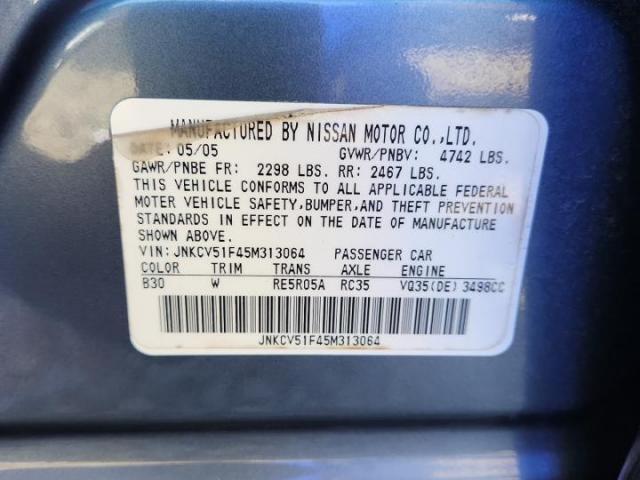 MANUFACTURED BY NISSAN MOTOR CO.,LTD.
DATE: 05/05 GVWR/PNBV: 4742 LBS.
GAWR/PNBE FR: 2298 LBS. RR: 2467 LBS.
THIS VEHICLE CONFORMS TO ALL APPLICABLE FEDERAL
MOTER VEHICLE SAFETY,BUMPER,AND THEFT PREVENTION
STANDARDS IN EFFECT ON THE DATE OF MANUFACTURE
SHOWN ABOVE.
VIN: JNKCV51F45M313064 PASSENGER CAR
COLOR TRIM TRANS AXLE ENGINE
B30 W RE5R05A RC35 VQ35(DE) 3498CC
JNKCV51F45M313064